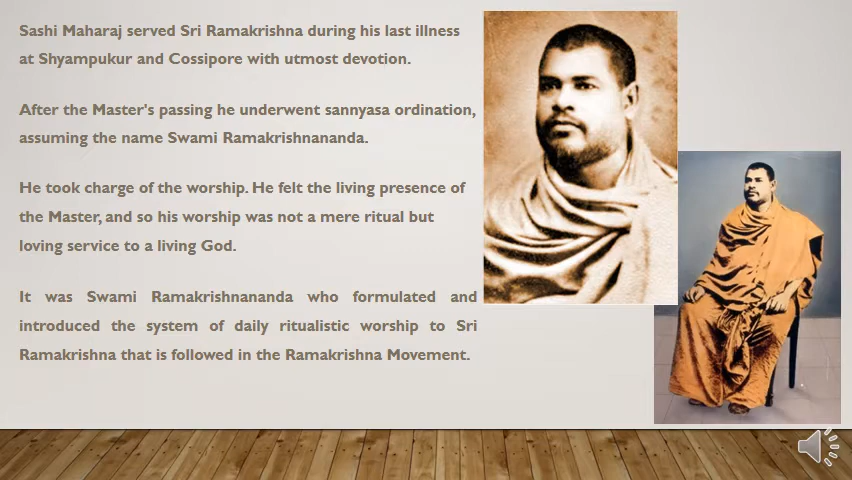 Sashi Maharaj served Sri Ramakrishna during his last illness
at Shyampukur and Cossipore with utmost devotion.
After the Master's passing he underwent sannyasa ordination,
assuming the name Swami Ramakrishnananda.
He took charge of the worship. He felt the living presence of
the Master, and so his worship was not a mere ritual but
loving service to a living God.
It was Swami Ramakrishnananda who formulated and
introduced the system of daily ritualistic worship to Sri
Ramakrishna that is followed in the Ramakrishna Movement.